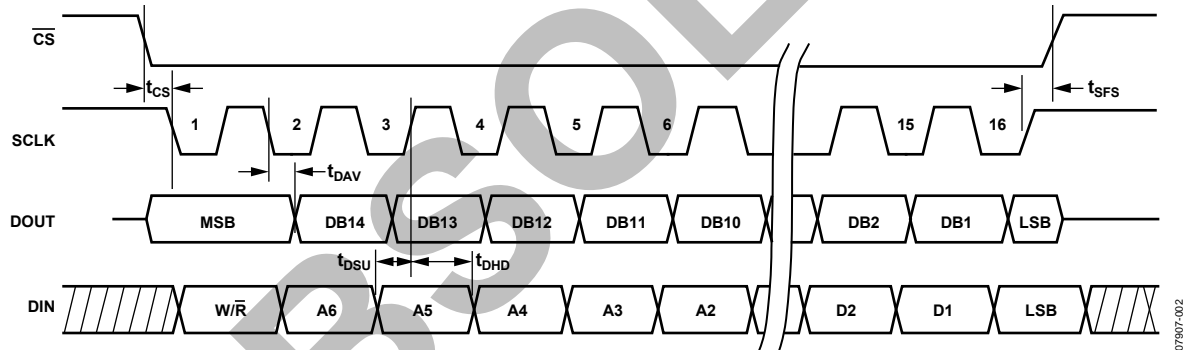 CS
tCS
tSFS
SCLK
1 2 3 4 5 6 15 16
tDAV
DOUT
MSB DB14 DB13 DB12 DB11 DB10 DB2 DB1 LSB
tDSU tDHD
DIN
W/R A6 A5 A4 A3 A2 D2 D1 LSB
07907-002